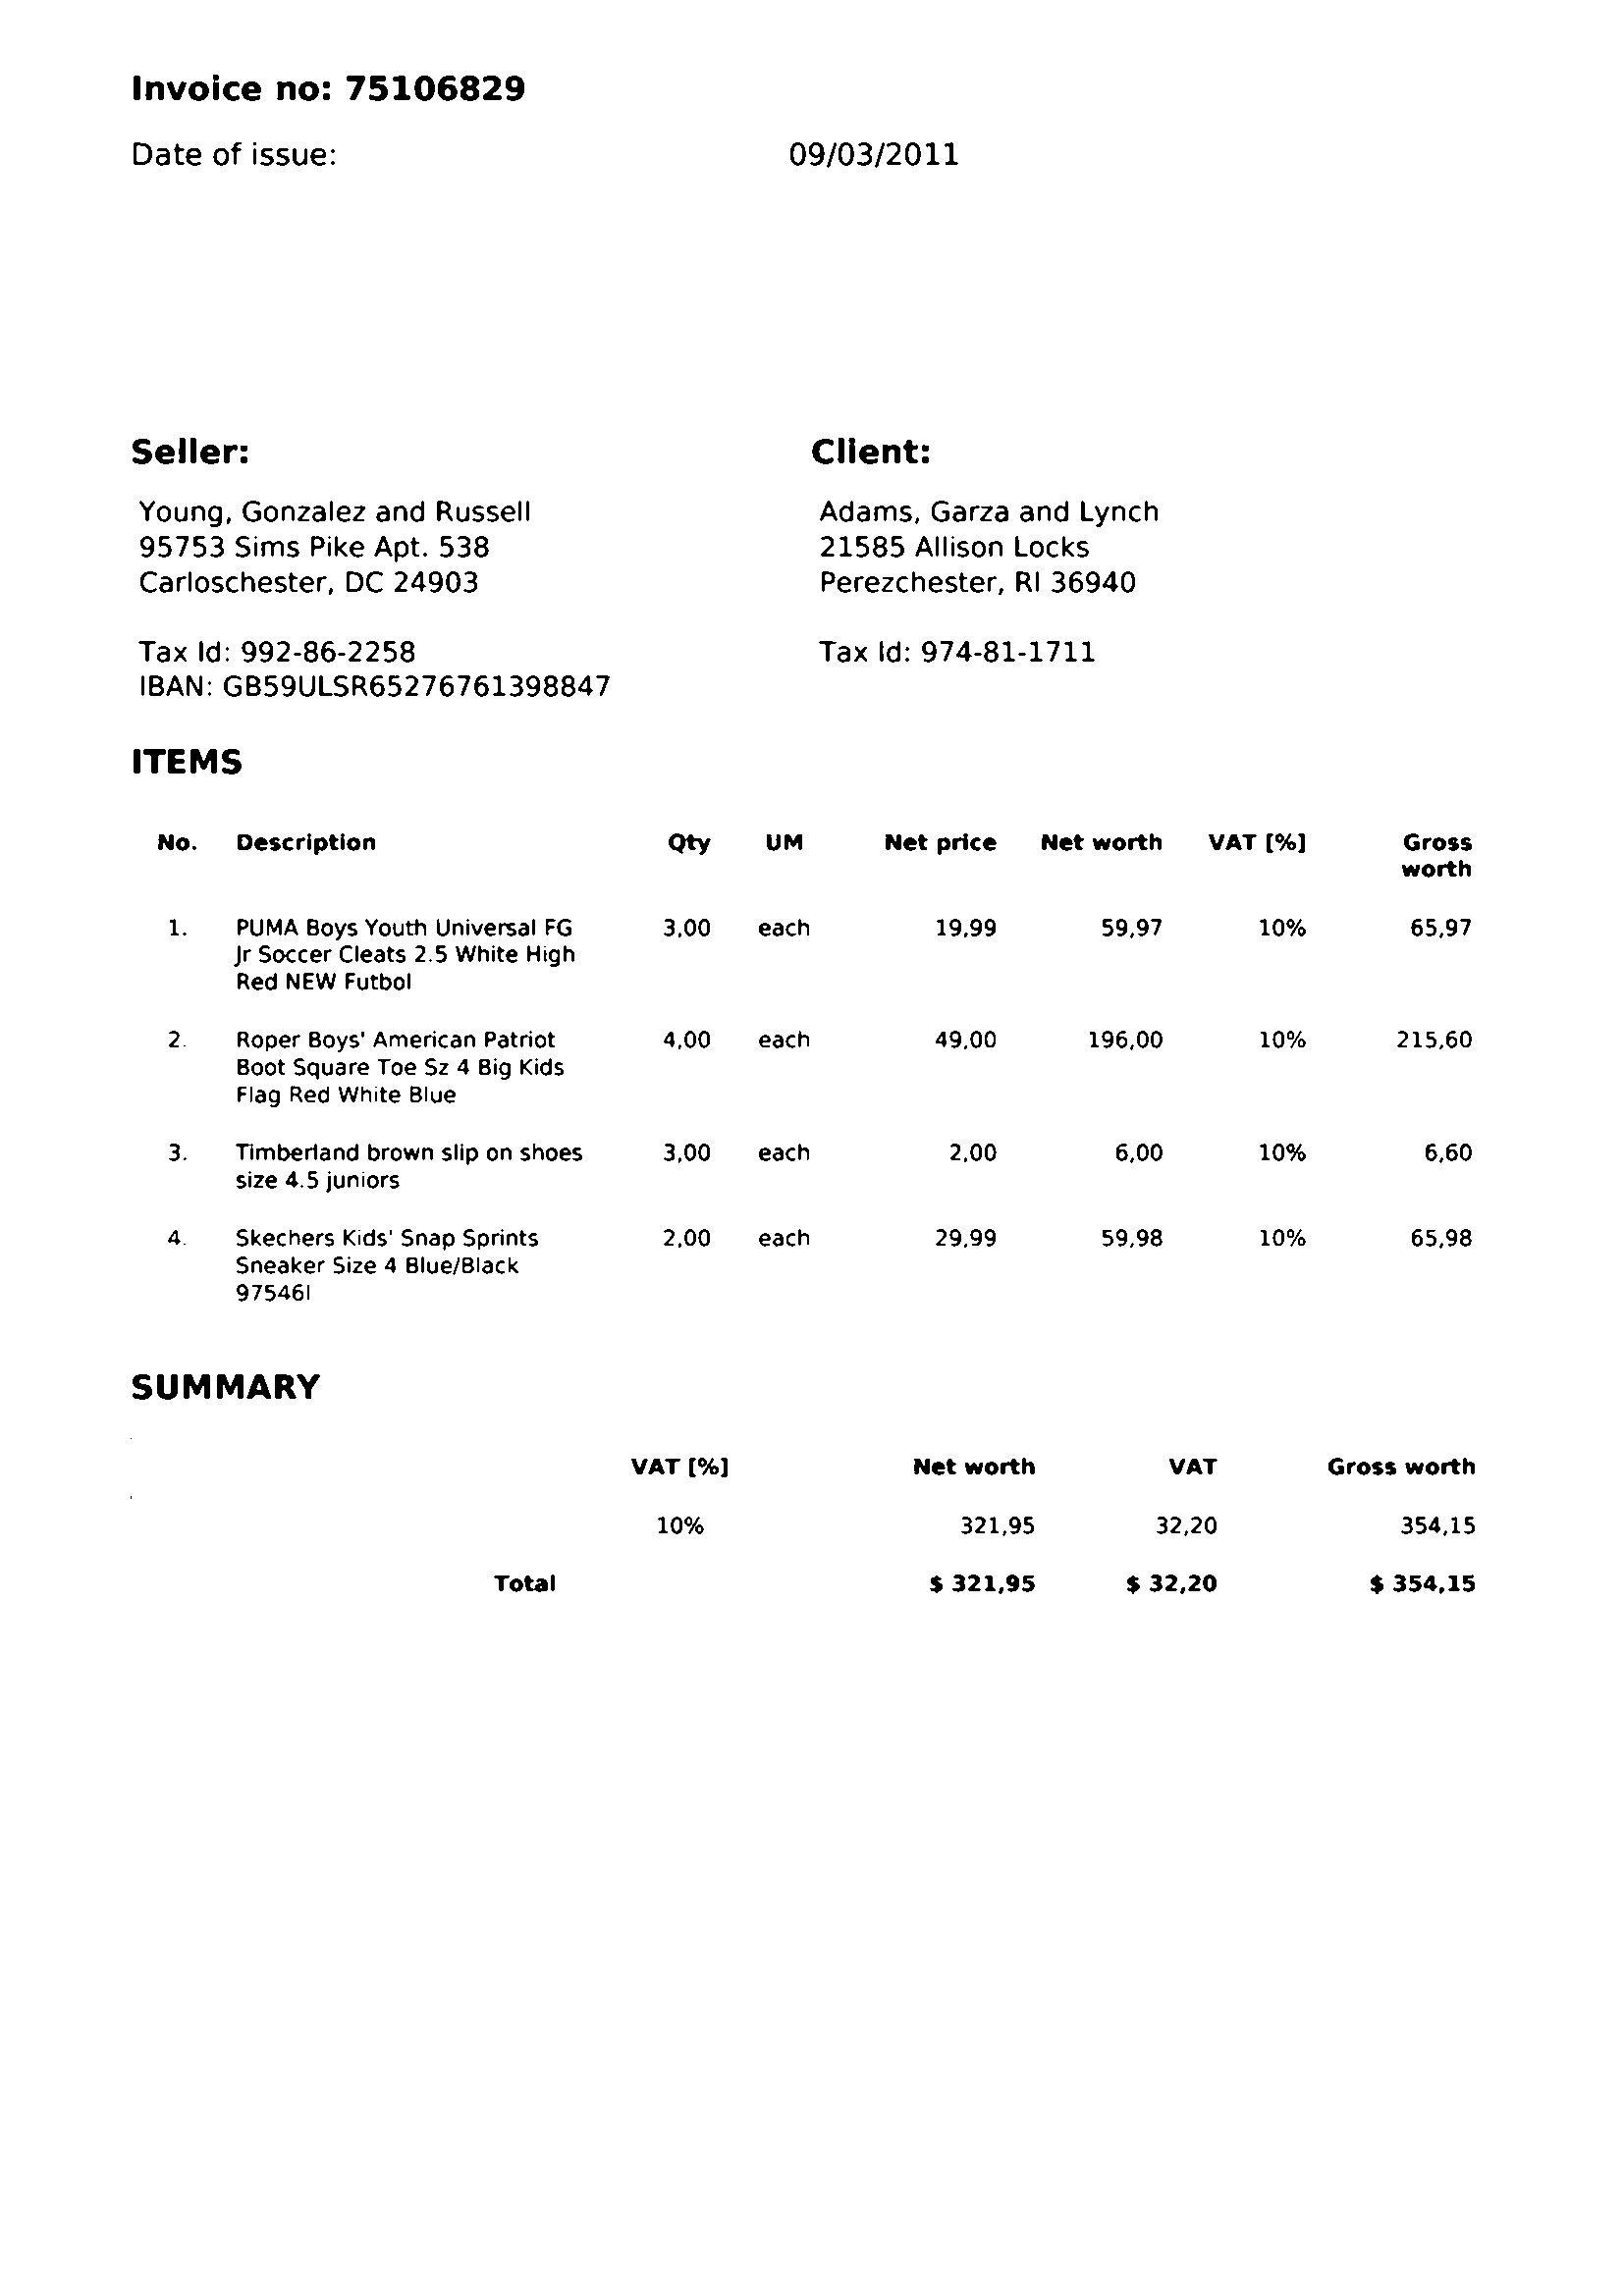 Invoice no: 75106829
Date of issue: 09/03/2011
Seller:
Young, Gonzalez and Russell
95753 Sims Pike Apt. 538
Carloschester, DC 24903
Tax Id: 992-86-2258
IBAN: GB59ULSR65276761398847
Client:
Adams, Garza and Lynch
21585 Allison Locks
Perezchester, RI 36940
Tax Id: 974-81-1711
ITEMS
No. Description Qty UM Net price Net worth VAT [%] Gross
worth
1. PUMA Boys Youth Universal FG 3,00 each 19,99 59,97 10% 65,97
Jr Soccer Cleats 2.5 White High
Red NEW Futbol
2. Roper Boys' American Patriot 4,00 each 49,00 196,00 10% 215,60
Boot Square Toe Sz 4 Big Kids
Flag Red White Blue
3. Timberland brown slip on shoes 3,00 each 2,00 6,00 10% 6,60
size 4.5 juniors
4. Skechers Kids' Snap Sprints 2,00 each 29,99 59,98 10% 65,98
Sneaker Size 4 Blue/Black
97546l
SUMMARY
VAT [%] Net worth VAT Gross worth
10% 321,95 32,20 354,15
Total $ 321,95 $ 32,20 $ 354,15